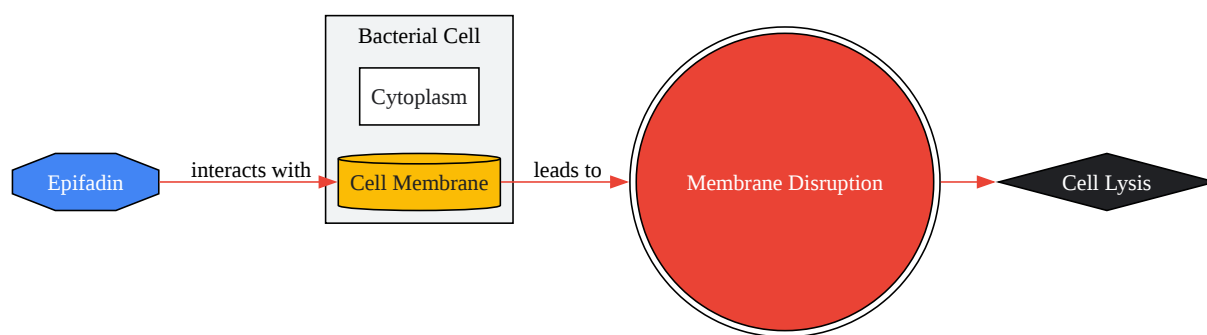 Bacterial Cell
Cytoplasm
Epifadin
interacts with
Cell Membrane
leads to
Membrane Disruption
Cell Lysis